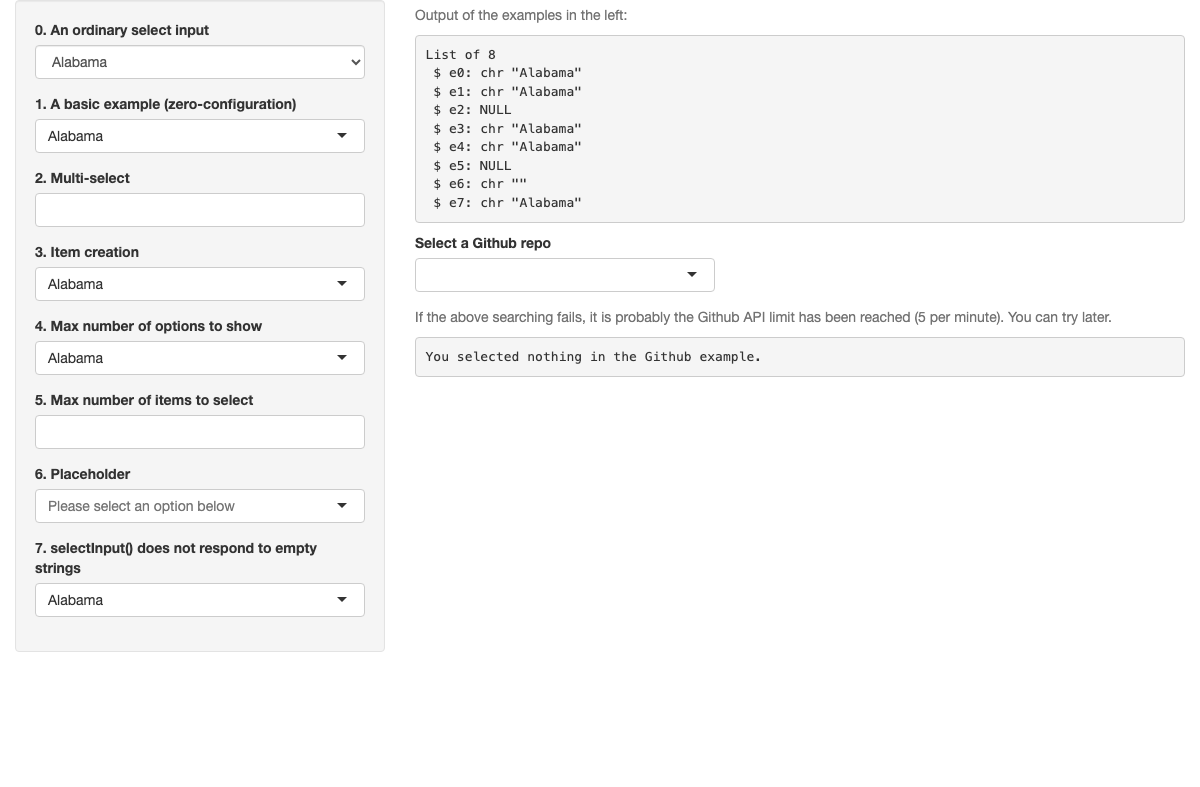 0. An ordinary select input
Alabama
1. A basic example (zero-configuration)
Alabama
2. Multi-select
3. Item creation
Alabama
4. Max number of options to show
Alabama
5. Max number of items to select
6. Placeholder
Please select an option below
7. selectInput() does not respond to empty
strings
Alabama
Output of the examples in the left:
List of 8
 $ e0: chr "Alabama"
 $ e1: chr "Alabama"
 $ e2: NULL
 $ e3: chr "Alabama"
 $ e4: chr "Alabama"
 $ e5: NULL
 $ e6: chr ""
 $ e7: chr "Alabama"
Select a Github repo
If the above searching fails, it is probably the Github API limit has been reached (5 per minute). You can try later.
You selected nothing in the Github example.